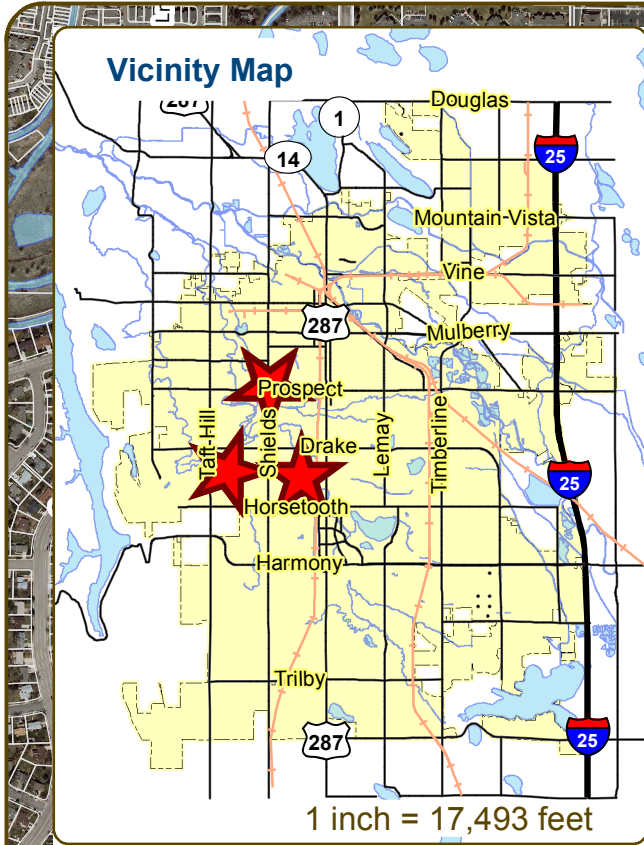 Vicinity Map
Douglas
287
1
14
25
Mountain-Vista
Vine
287
Mulberry
Prospect
Taft-Hill
Shields
Drake
Lemay
Timberline
25
Horsetooth
Harmony
Trilby
287
25
1 inch = 17,493 feet